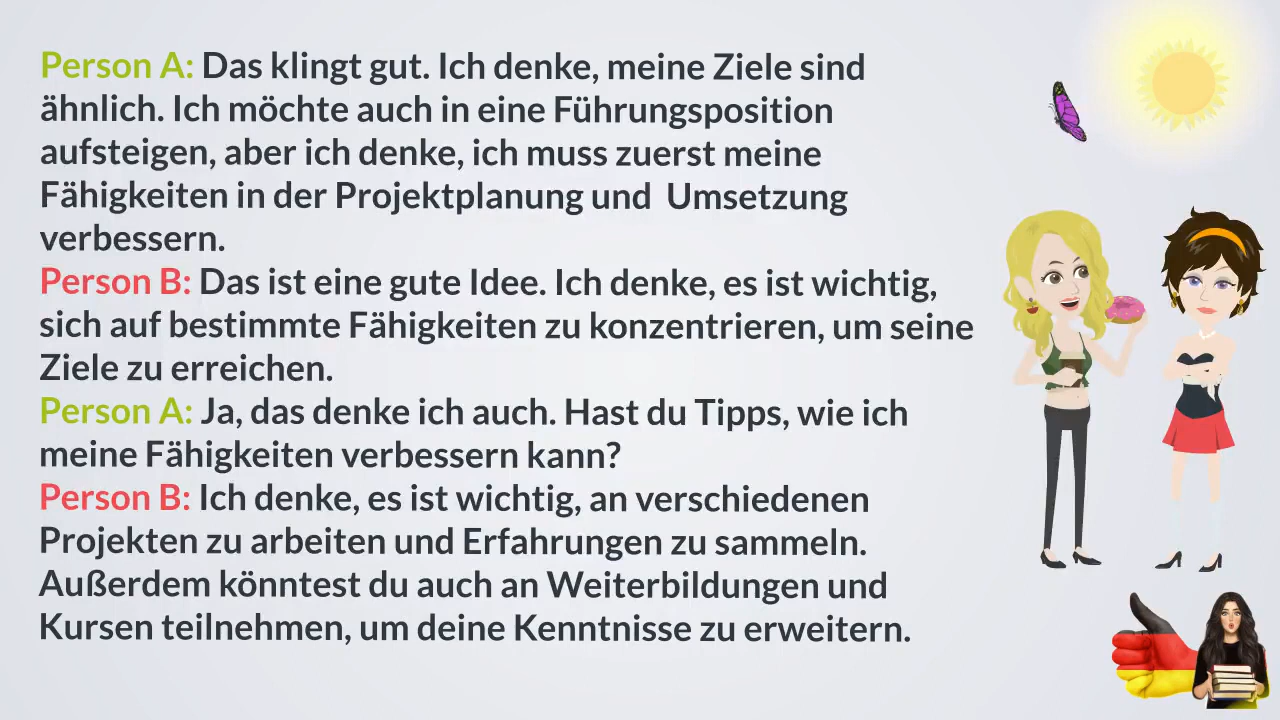 Person A: Das klingt gut. Ich denke, meine Ziele sind
ähnlich. Ich möchte auch in eine Führungsposition
aufsteigen, aber ich denke, ich muss zuerst meine
Fähigkeiten in der Projektplanung und  Umsetzung
verbessern.
Person B: Das ist eine gute Idee. Ich denke, es ist wichtig,
sich auf bestimmte Fähigkeiten zu konzentrieren, um seine
Ziele zu erreichen.
Person A: Ja, das denke ich auch. Hast du Tipps, wie ich
meine Fähigkeiten verbessern kann?
Person B: Ich denke, es ist wichtig, an verschiedenen
Projekten zu arbeiten und Erfahrungen zu sammeln.
Außerdem könntest du auch an Weiterbildungen und
Kursen teilnehmen, um deine Kenntnisse zu erweitern.